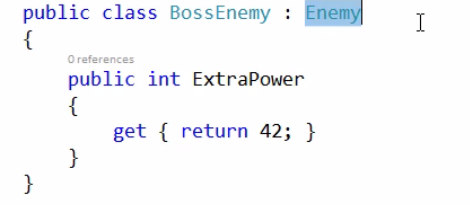 public class BossEnemy : Enemy
{
0 references
public int ExtraPower
{
get { return 42; }
}
}